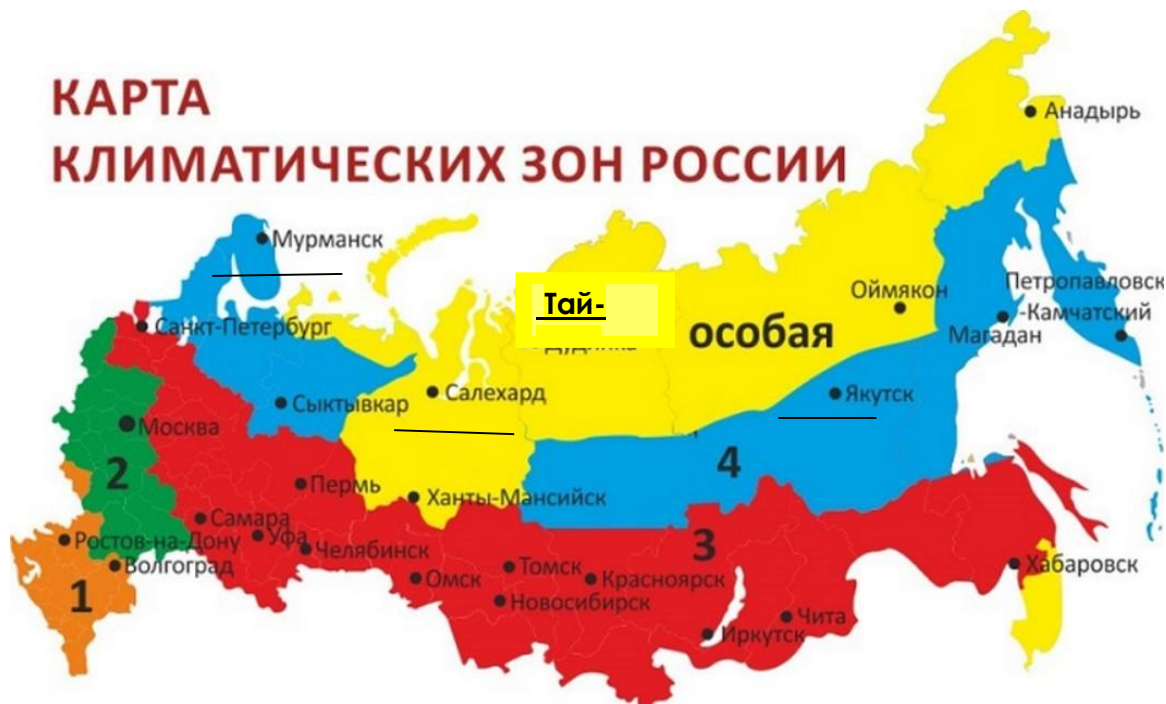 КАРТА
КЛИМАТИЧЕСКИХ ЗОН РОССИИ
Анадырь
Мурманск
Петропавловск
-Камчатский
Оймякон
Тай-
особая
Санкт-Петербург
Магадан
Салехард
Якутск
Сыктывкар
Москва
4
2
Пермь
Ханты-Мансийск
Самара
Ростов-на-Дону
Уфа
3
Челябинск
Волгоград
Томск
Хабаровск
Омск
Красноярск
1
Новосибирск
Чита
Иркутск